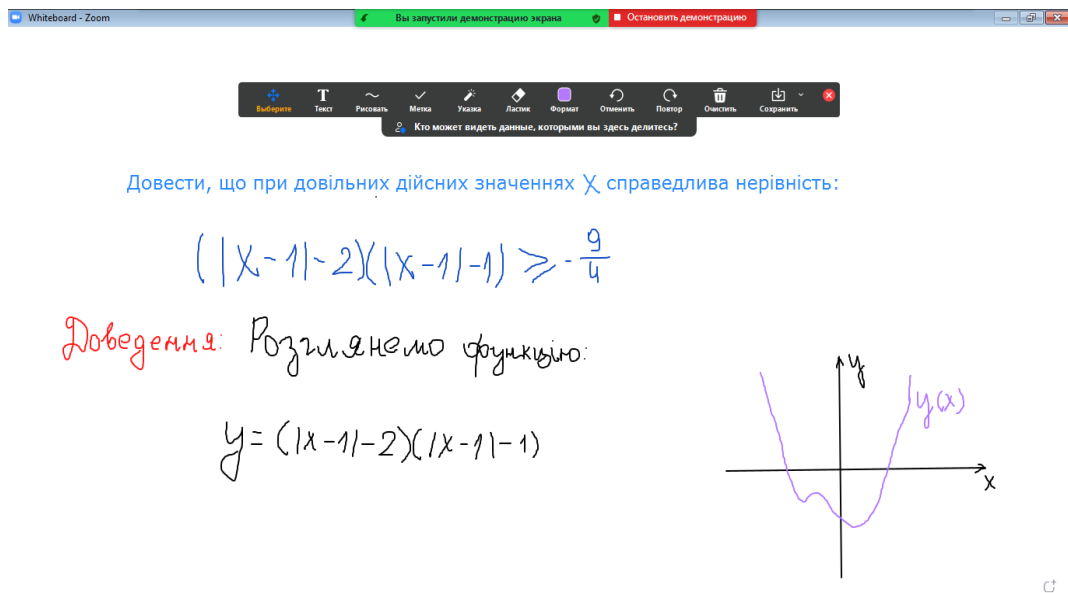 Whiteboard - Zoom
Вы запустили демонстрацию экрана
Остановить демонстрацию
Выберите Текст Рисовать Метка Указка Ластик Формат Отменить Повтор Очистить Сохранить
Кто может видеть данные, которыми вы здесь делитесь?
Довести, що при довільних дійсних значеннях X справедлива нерівність:
(|X-1|-2)(|X-1|-1) ⩾ -9/4
Доведення: Розглянемо функцію:
y = (|X-1|-2)(|X-1|-1)
y
y(x)
x